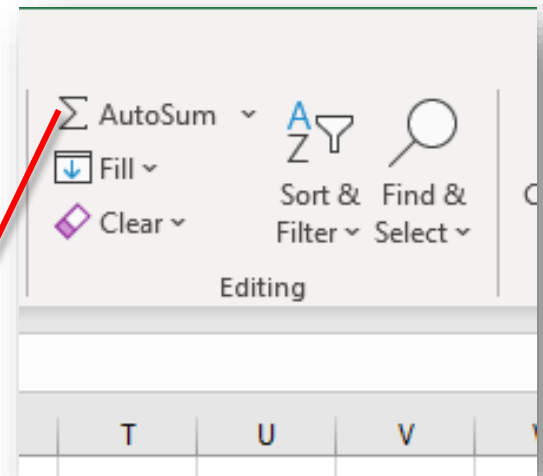 AutoSum
Fill
Clear
Sort &
Filter
Find &
Select
Editing
T U V